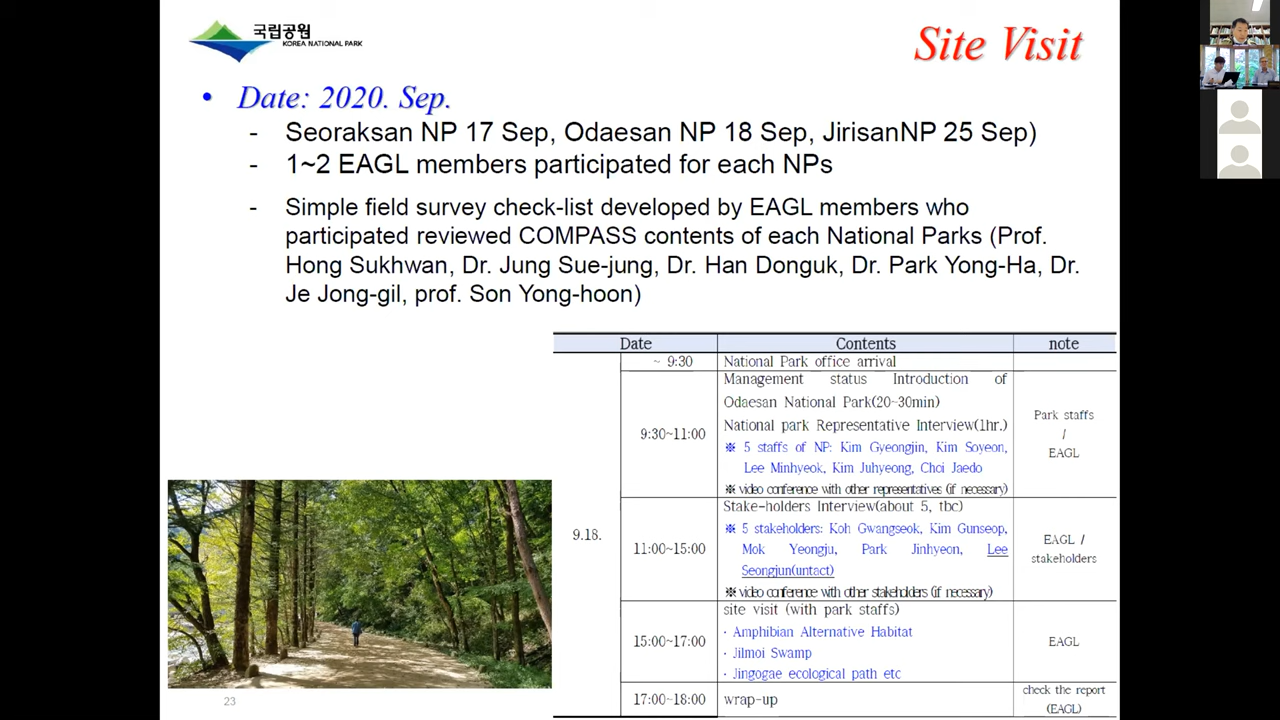 국립공원
KOREA NATIONAL PARK
Site Visit
• Date: 2020. Sep.
- Seoraksan NP 17 Sep, Odaesan NP 18 Sep, JirisanNP 25 Sep)
- 1~2 EAGL members participated for each NPs
- Simple field survey check-list developed by EAGL members who
participated reviewed COMPASS contents of each National Parks (Prof.
Hong Sukhwan, Dr. Jung Sue-jung, Dr. Han Donguk, Dr. Park Yong-Ha, Dr.
Je Jong-gil, prof. Son Yong-hoon)
Date Contents note
9.18.
~ 9:30 National Park office arrival
9:30~11:00
Management status Introduction of
Odaesan National Park(20~30min)
National park Representative Interview(1hr.)
※ 5 staffs of NP: Kim Gyeongjin, Kim Soyeon,
Lee Minhyeok, Kim Juhyeong, Choi Jaedo
※ video conference with other representatives (if necessary)
Park staffs
/
EAGL
11:00~15:00
Stake-holders Interview(about 5, tbc)
※ 5 stakeholders: Koh Gwangseok, Kim Gunseop,
Mok Yeongju, Park Jinhyeon, Lee
Seongjun(untact)
※ video conference with other stakeholders (if necessary)
EAGL /
stakeholders
15:00~17:00
site visit (with park staffs)
· Amphibian Alternative Habitat
· Jilmoi Swamp
· Jingogae ecological path etc
EAGL
17:00~18:00 wrap-up
check the report
(EAGL)
23